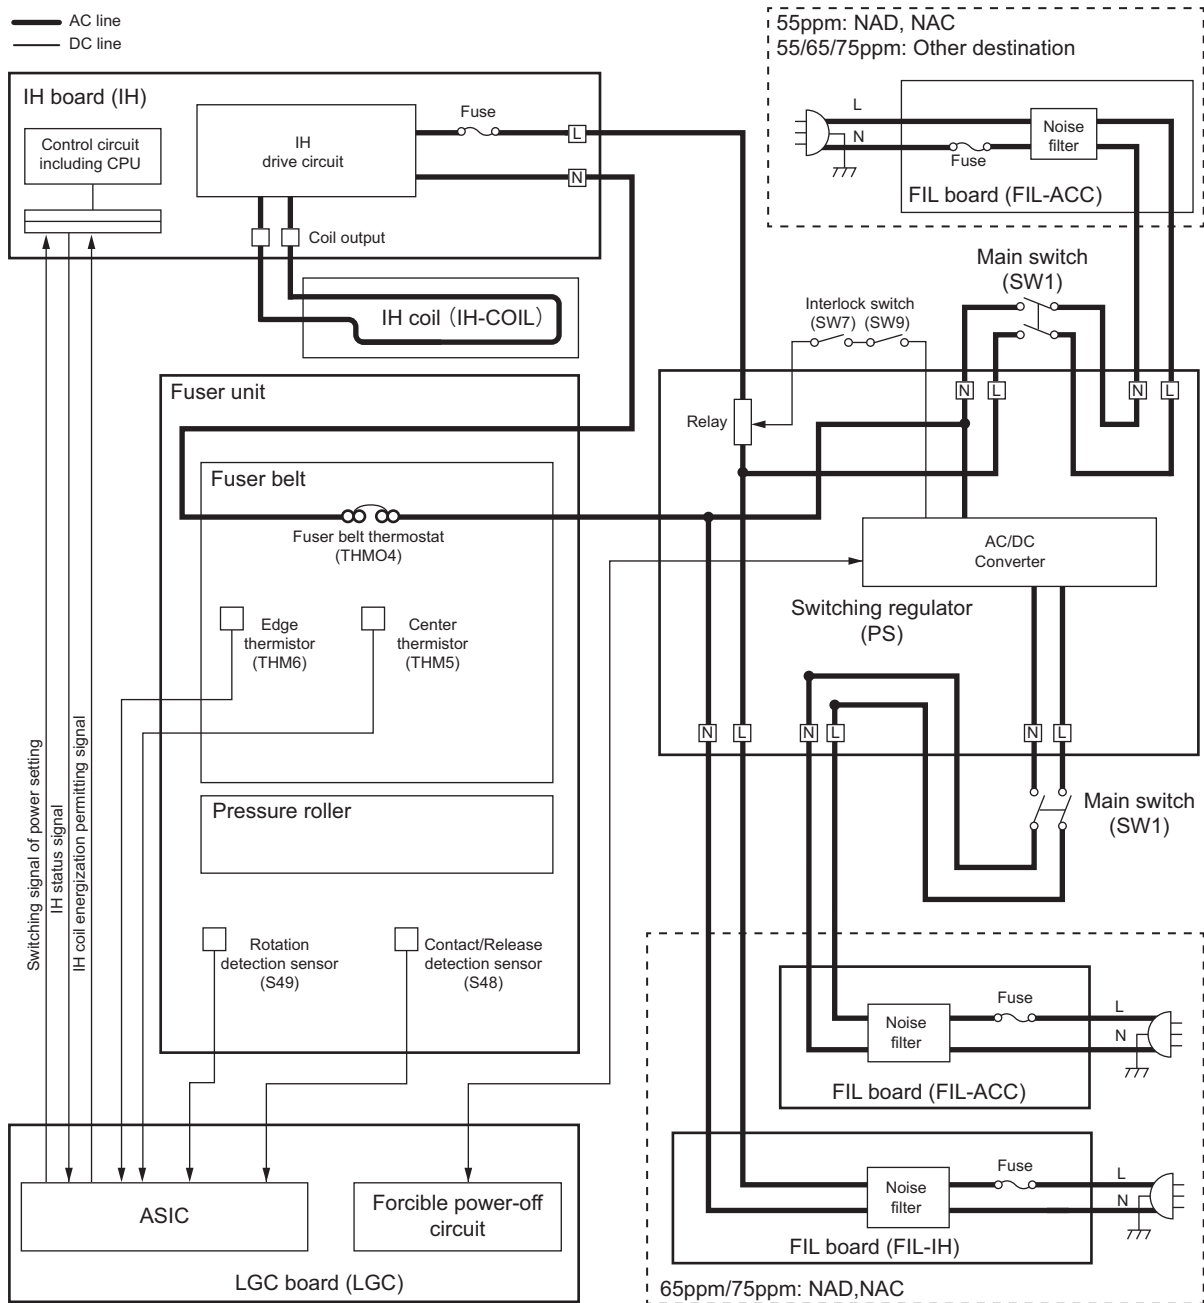 AC line
DC line
55ppm: NAD, NAC
55/65/75ppm: Other destination
IH board (IH)
Control circuit
including CPU
IH
drive circuit
Fuse
L
N
Coil output
IH coil (IH-COIL)
L
N
Fuse
Noise
filter
FIL board (FIL-ACC)
Main switch
(SW1)
Interlock switch
(SW7) (SW9)
N
L
N
L
Relay
Fuser unit
Fuser belt
Fuser belt thermostat
(THMO4)
Edge
thermistor
(THM6)
Center
thermistor
(THM5)
AC/DC
Converter
Switching regulator
(PS)
N
L
N
L
N
L
Main switch
(SW1)
Pressure roller
Rotation
detection sensor
(S49)
Contact/Release
detection sensor
(S48)
Switching signal of power setting
IH status signal
IH coil energization permitting signal
Noise
filter
Fuse
L
N
FIL board (FIL-ACC)
Noise
filter
Fuse
L
N
FIL board (FIL-IH)
65ppm/75ppm: NAD,NAC
ASIC
Forcible power-off
circuit
LGC board (LGC)